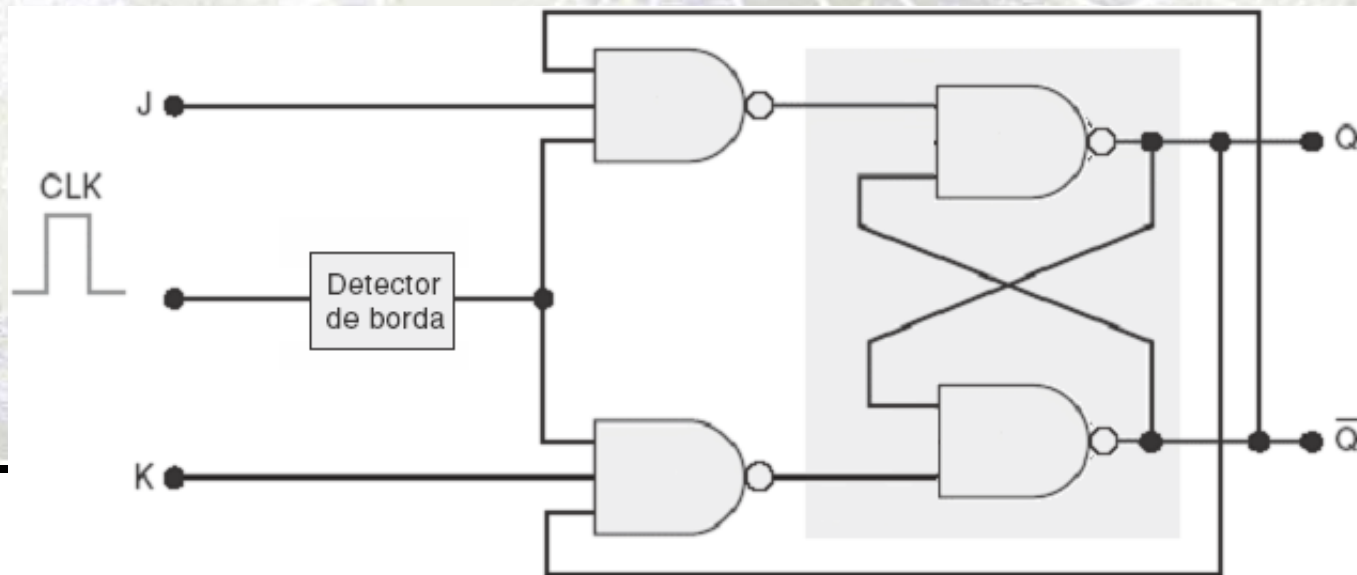 J
CLK
Detector
de borda
K
Q
Q̅